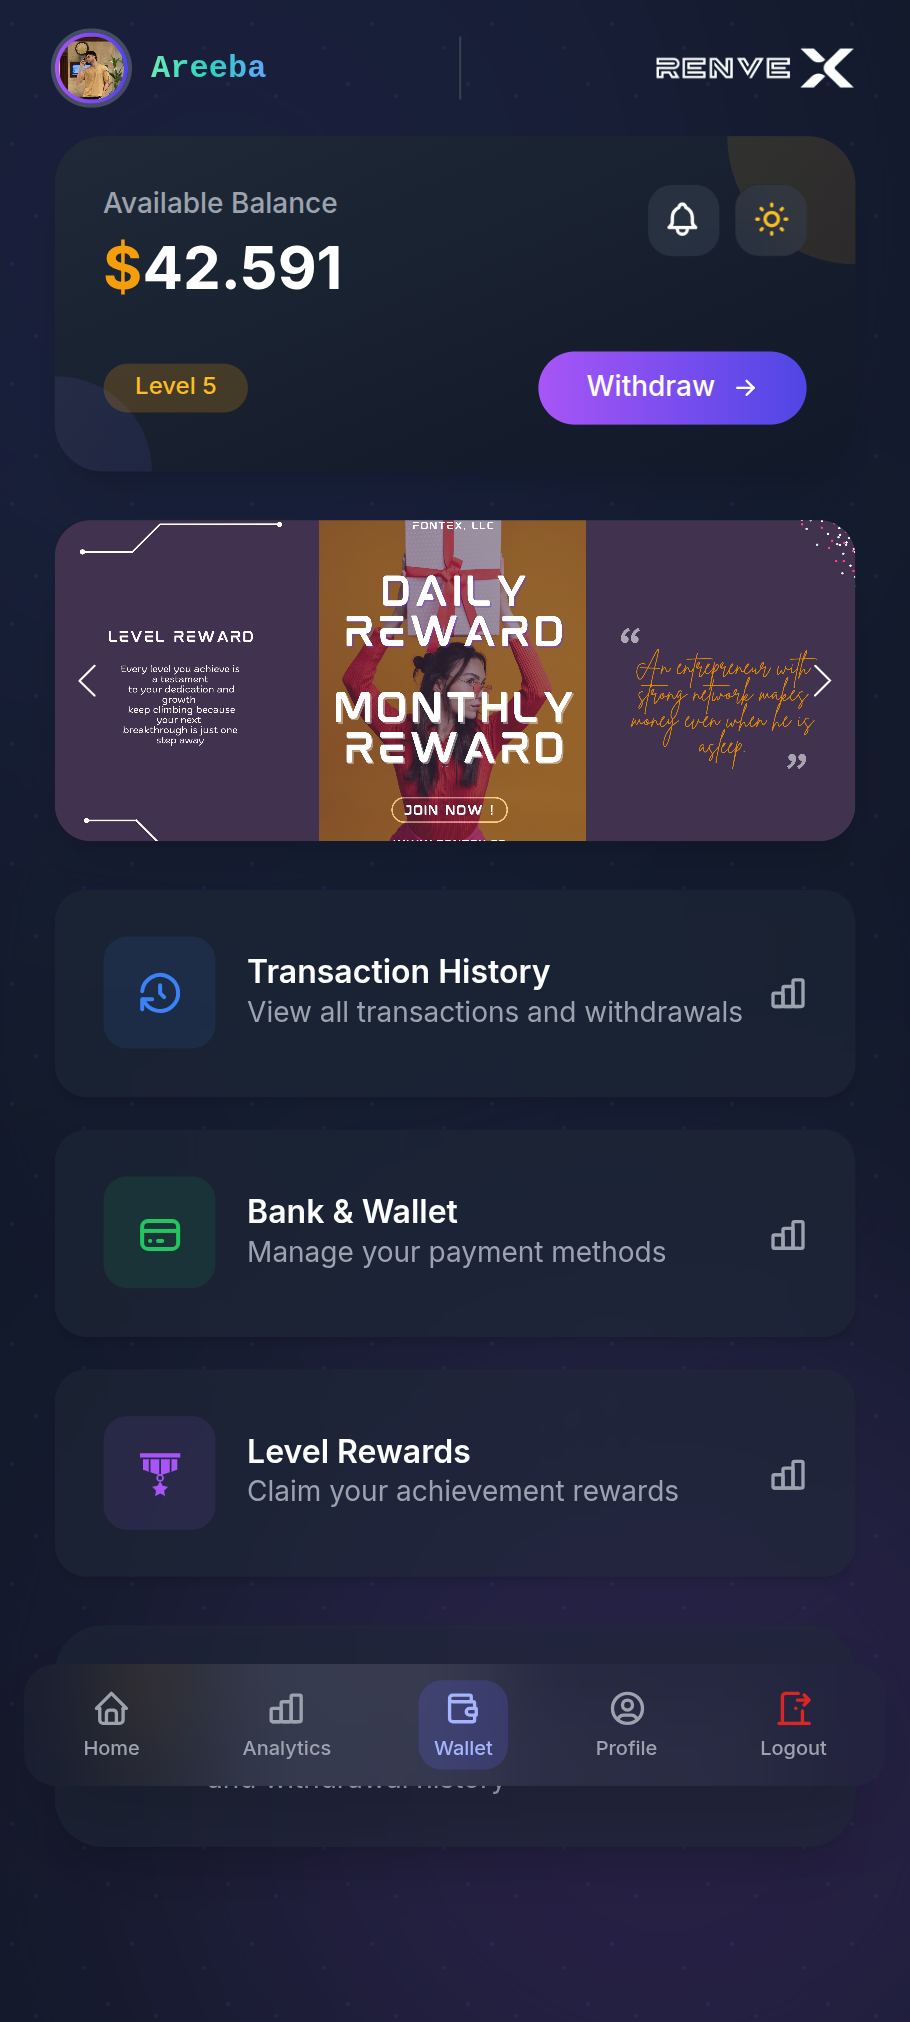 Areeba
RENVE X
Available Balance
$42.591
Level 5
Withdraw
FONTEX, LLC
DAILY
REWARD
MONTHLY
REWARD
JOIN NOW !
LEVEL REWARD
Every level you achieve is
a testament
to your dedication and
growth
keep climbing because
your next
breakthrough is just one
step away
“
An entrepreneur with
strong network makes
money even when he is
asleep.
”
Transaction History
View all transactions and withdrawals
Bank & Wallet
Manage your payment methods
Level Rewards
Claim your achievement rewards
Home
Analytics
Wallet
Profile
Logout
and withdrawal history